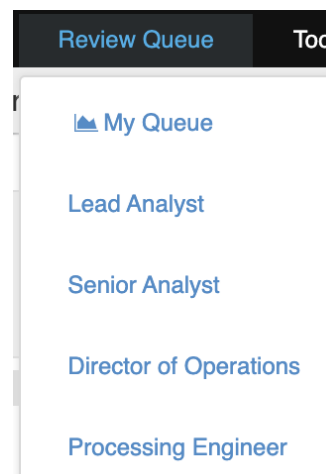 Review Queue
My Queue
Lead Analyst
Senior Analyst
Director of Operations
Processing Engineer